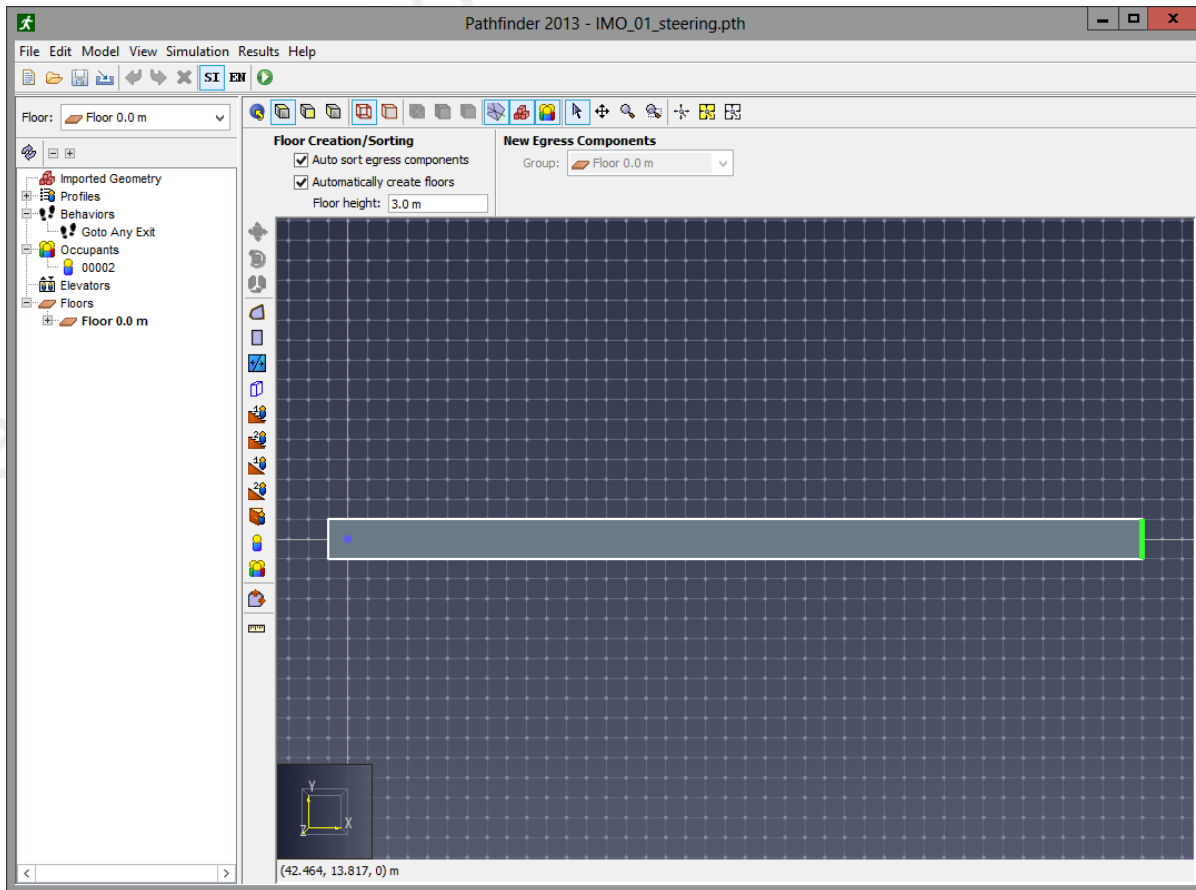 Pathfinder 2013 - IMO_01_steering.pth
File Edit Model View Simulation Results Help
SI EN
Floor: Floor 0.0 m
Floor Creation/Sorting
Auto sort egress components
Automatically create floors
Floor height: 3.0 m
New Egress Components
Group: Floor 0.0 m
Imported Geometry
Profiles
Behaviors
Goto Any Exit
Occupants
00002
Elevators
Floors
Floor 0.0 m
Y
Z
X
(42.464, 13.817, 0) m